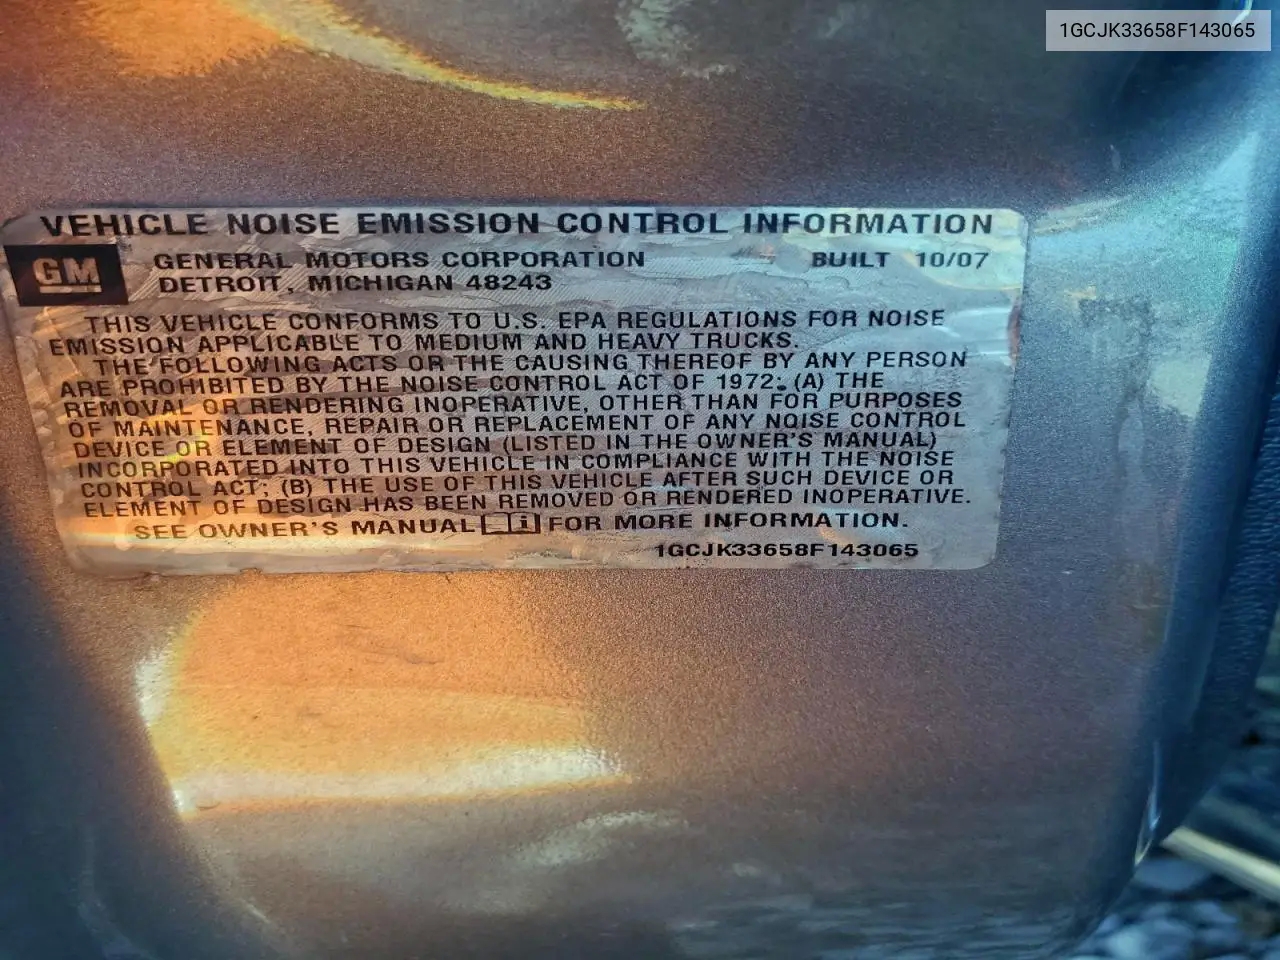 1GCJK33658F143065
VEHICLE NOISE EMISSION CONTROL INFORMATION
GM
GENERAL MOTORS CORPORATION BUILT 10/07
DETROIT, MICHIGAN 48243
THIS VEHICLE CONFORMS TO U.S. EPA REGULATIONS FOR NOISE
EMISSION APPLICABLE TO MEDIUM AND HEAVY TRUCKS.
THE FOLLOWING ACTS OR THE CAUSING THEREOF BY ANY PERSON
ARE PROHIBITED BY THE NOISE CONTROL ACT OF 1972: (A) THE
REMOVAL OR RENDERING INOPERATIVE, OTHER THAN FOR PURPOSES
OF MAINTENANCE, REPAIR OR REPLACEMENT OF ANY NOISE CONTROL
DEVICE OR ELEMENT OF DESIGN (LISTED IN THE OWNER'S MANUAL)
INCORPORATED INTO THIS VEHICLE IN COMPLIANCE WITH THE NOISE
CONTROL ACT; (B) THE USE OF THIS VEHICLE AFTER SUCH DEVICE OR
ELEMENT OF DESIGN HAS BEEN REMOVED OR RENDERED INOPERATIVE.
SEE OWNER'S MANUAL i FOR MORE INFORMATION.
1GCJK33658F143065